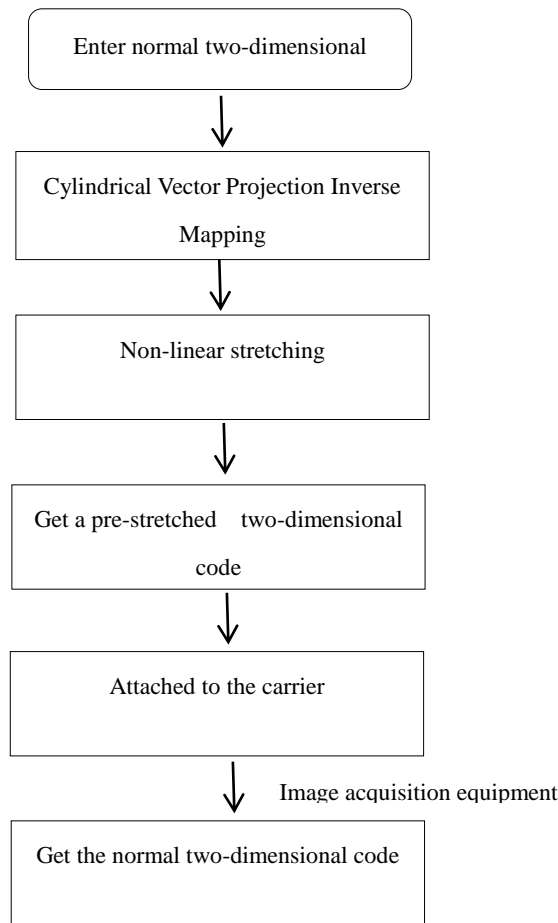 Enter normal two-dimensional
Cylindrical Vector Projection Inverse
Mapping
Non-linear stretching
Get a pre-stretched two-dimensional
code
Attached to the carrier
Image acquisition equipment
Get the normal two-dimensional code